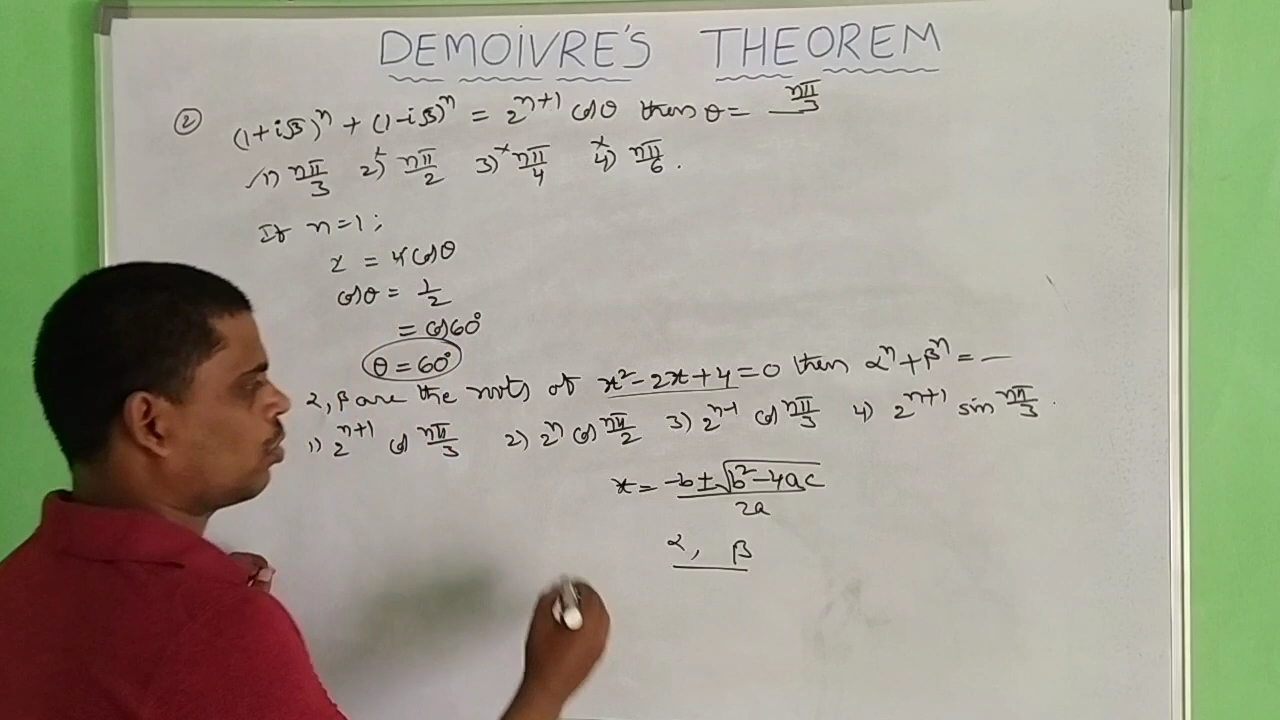 DEMOIVRE'S THEOREM
② (1+i√3)ⁿ + (1-i√3)ⁿ = 2ⁿ⁺¹ cosθ then θ = nπ/3
✓1) nπ/3 2)× nπ/2 3)× nπ/4 4)× nπ/6.
If n=1;
2 = 4cosθ
cosθ = 1/2
= cos60°
θ = 60°
α, β are the roots of x²-2x+4=0 then αⁿ+βⁿ = —
1) 2ⁿ⁺¹ cos nπ/3 2) 2ⁿ cos nπ/2 3) 2ⁿ⁻¹ cos nπ/3 4) 2ⁿ⁺¹ sin nπ/3.
x = -b±√b²-4ac/2a
α, β